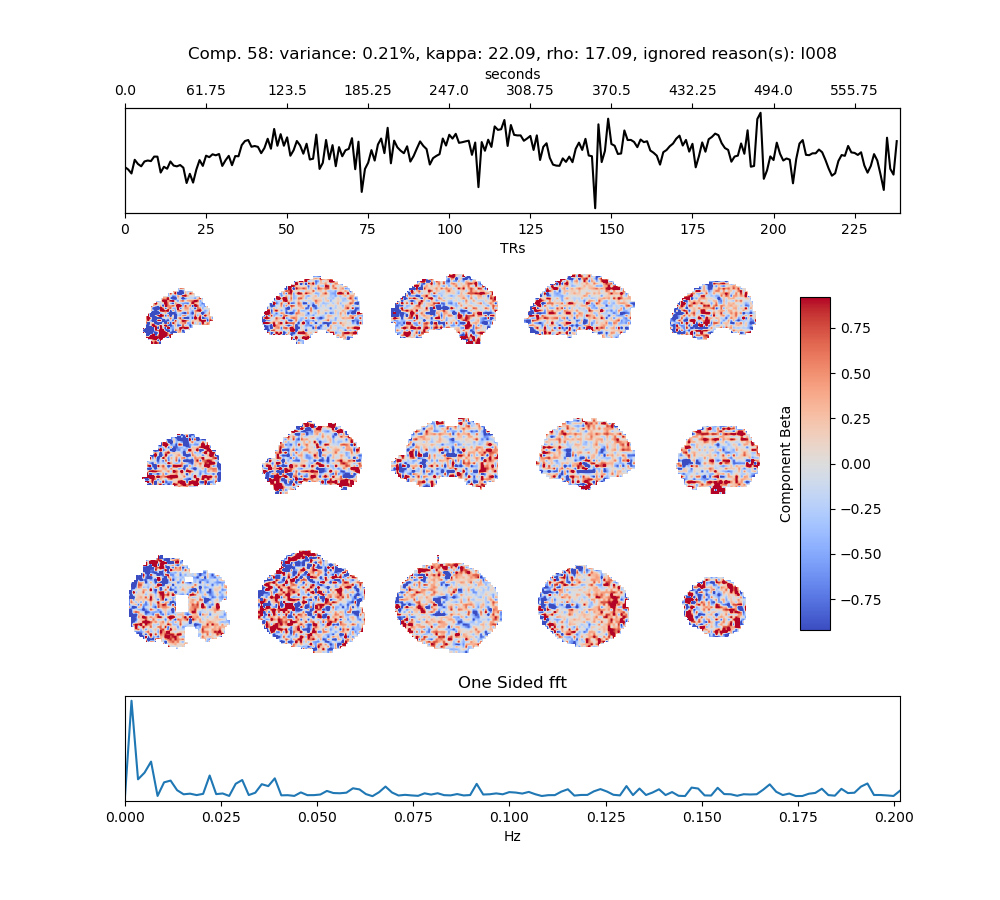 Comp. 58: variance: 0.21%, kappa: 22.09, rho: 17.09, ignored reason(s): I008
seconds
0.0 61.75 123.5 185.25 247.0 308.75 370.5 432.25 494.0 555.75
0 25 50 75 100 125 150 175 200 225
TRs
0.75
0.50
0.25
0.00
−0.25
−0.50
−0.75
Component Beta
One Sided fft
0.000 0.025 0.050 0.075 0.100 0.125 0.150 0.175 0.200
Hz